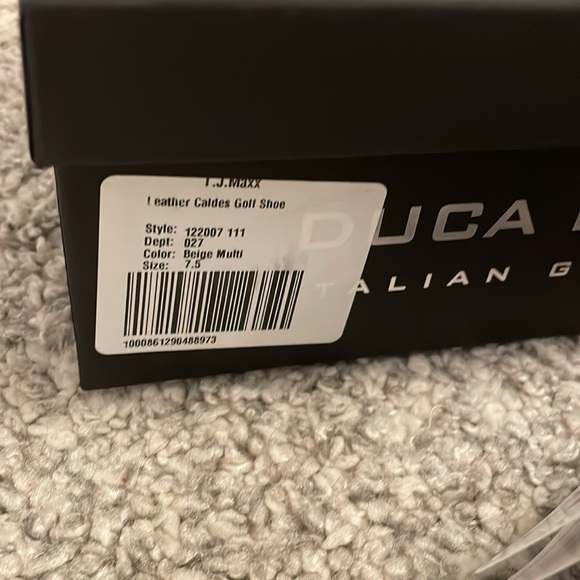 T.J.Maxx
Leather Caldes Golf Shoe
Style: 122007 111
Dept: 027
Color: Beige Multi
Size: 7.5
1000861290488973
DUCA
ITALIAN G